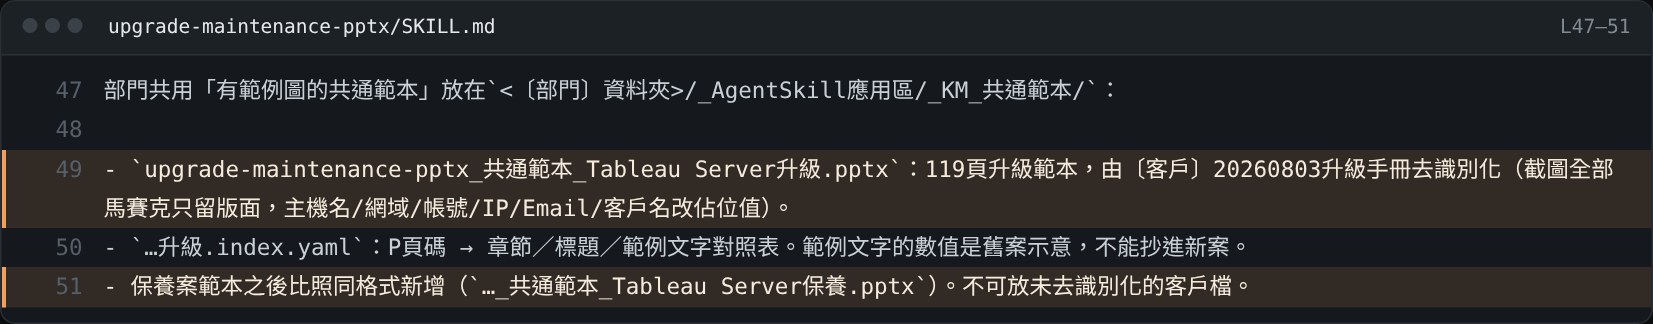 upgrade-maintenance-pptx/SKILL.md
L47–51
47 部門共用「有範例圖的共通範本」放在`<〔部門〕資料夾>/_AgentSkill應用區/_KM_共通範本/`：
48
49 - `upgrade-maintenance-pptx_共通範本_Tableau Server升級.pptx`：119頁升級範本，由〔客戶〕20260803升級手冊去識別化（截圖全部
馬賽克只留版面，主機名/網域/帳號/IP/Email/客戶名改佔位值）。
50 - `…升級.index.yaml`：P頁碼 → 章節／標題／範例文字對照表。範例文字的數值是舊案示意，不能抄進新案。
51 - 保養案範本之後比照同格式新增（`…_共通範本_Tableau Server保養.pptx`）。不可放未去識別化的客戶檔。